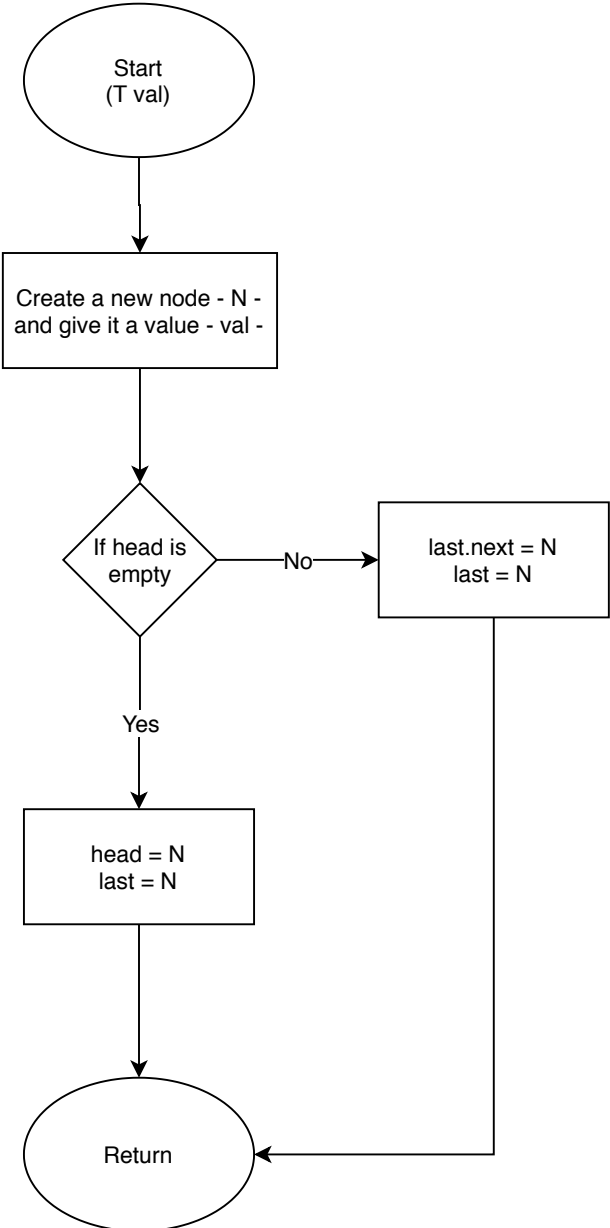 Start
(T val)
Create a new node - N -
and give it a value - val -
If head is
empty
No
last.next = N
last = N
Yes
head = N
last = N
Return